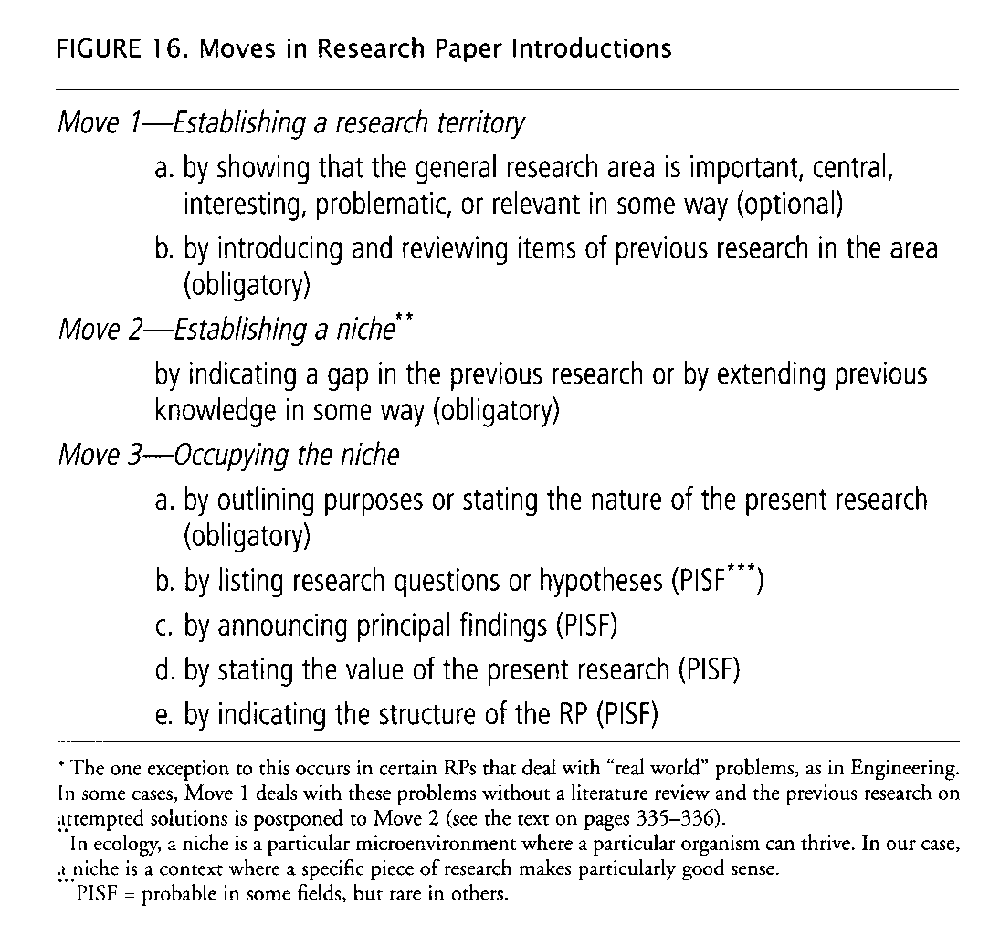 FIGURE 16. Moves in Research Paper Introductions
Move 1—Establishing a research territory
a. by showing that the general research area is important, central,
interesting, problematic, or relevant in some way (optional)
b. by introducing and reviewing items of previous research in the area
(obligatory)
Move 2—Establishing a niche**
by indicating a gap in the previous research or by extending previous
knowledge in some way (obligatory)
Move 3—Occupying the niche
a. by outlining purposes or stating the nature of the present research
(obligatory)
b. by listing research questions or hypotheses (PISF***)
c. by announcing principal findings (PISF)
d. by stating the value of the present research (PISF)
e. by indicating the structure of the RP (PISF)
* The one exception to this occurs in certain RPs that deal with “real world” problems, as in Engineering.
In some cases, Move 1 deals with these problems without a literature review and the previous research on
attempted solutions is postponed to Move 2 (see the text on pages 335–336).
** In ecology, a niche is a particular microenvironment where a particular organism can thrive. In our case,
a niche is a context where a specific piece of research makes particularly good sense.
*** PISF = probable in some fields, but rare in others.